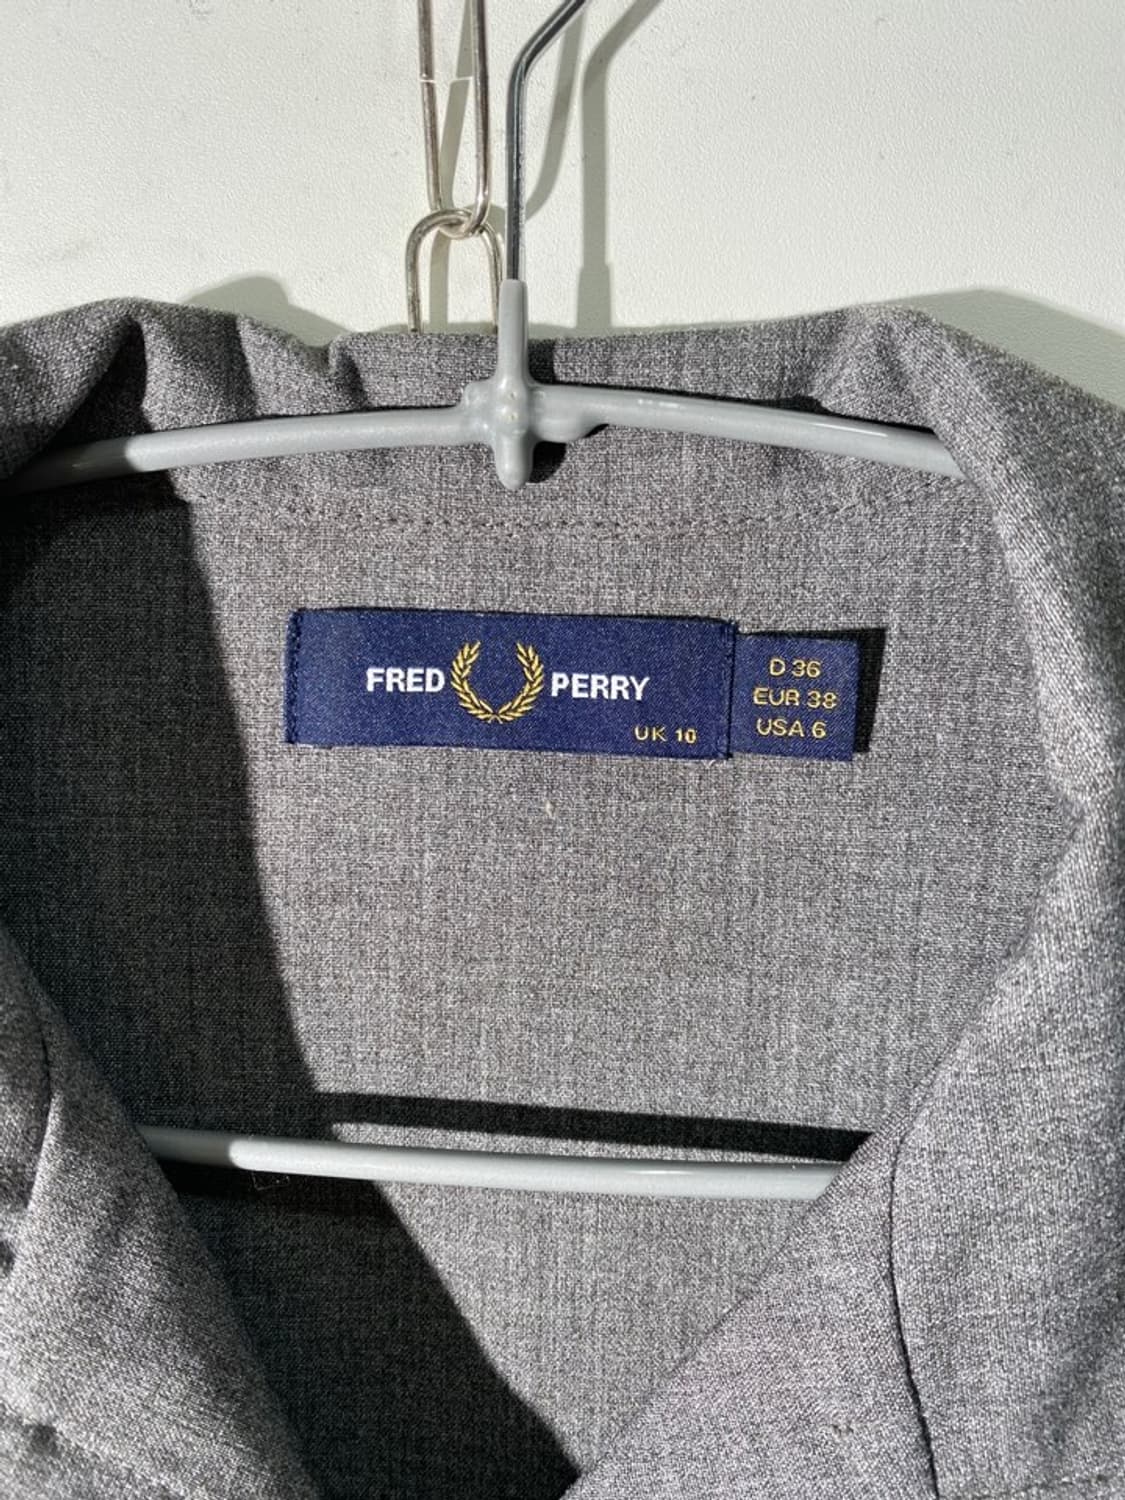 FRED PERRY
UK 10
D 36
EUR 38
USA 6